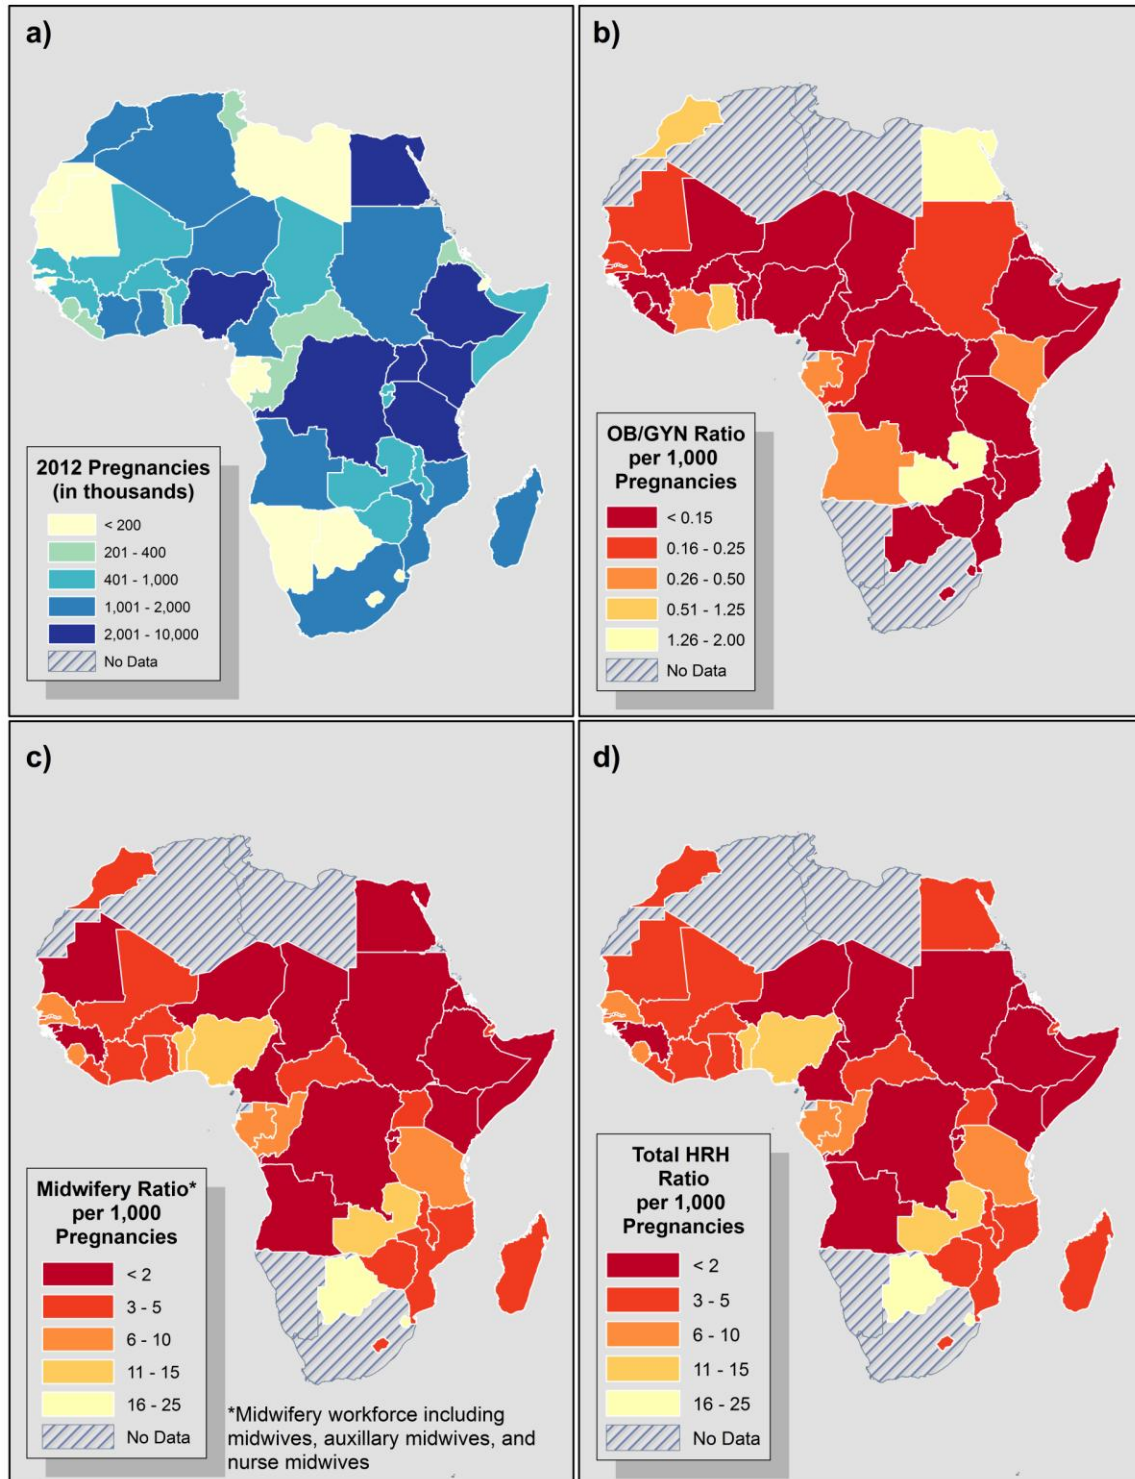 a)
2012 Pregnancies
(in thousands)
< 200
201 - 400
401 - 1,000
1,001 - 2,000
2,001 - 10,000
No Data
b)
OB/GYN Ratio
per 1,000
Pregnancies
< 0.15
0.16 - 0.25
0.26 - 0.50
0.51 - 1.25
1.26 - 2.00
No Data
c)
Midwifery Ratio*
per 1,000
Pregnancies
< 2
3 - 5
6 - 10
11 - 15
16 - 25
No Data
*Midwifery workforce including
midwives, auxillary midwives, and
nurse midwives
d)
Total HRH
Ratio
per 1,000
Pregnancies
< 2
3 - 5
6 - 10
11 - 15
16 - 25
No Data